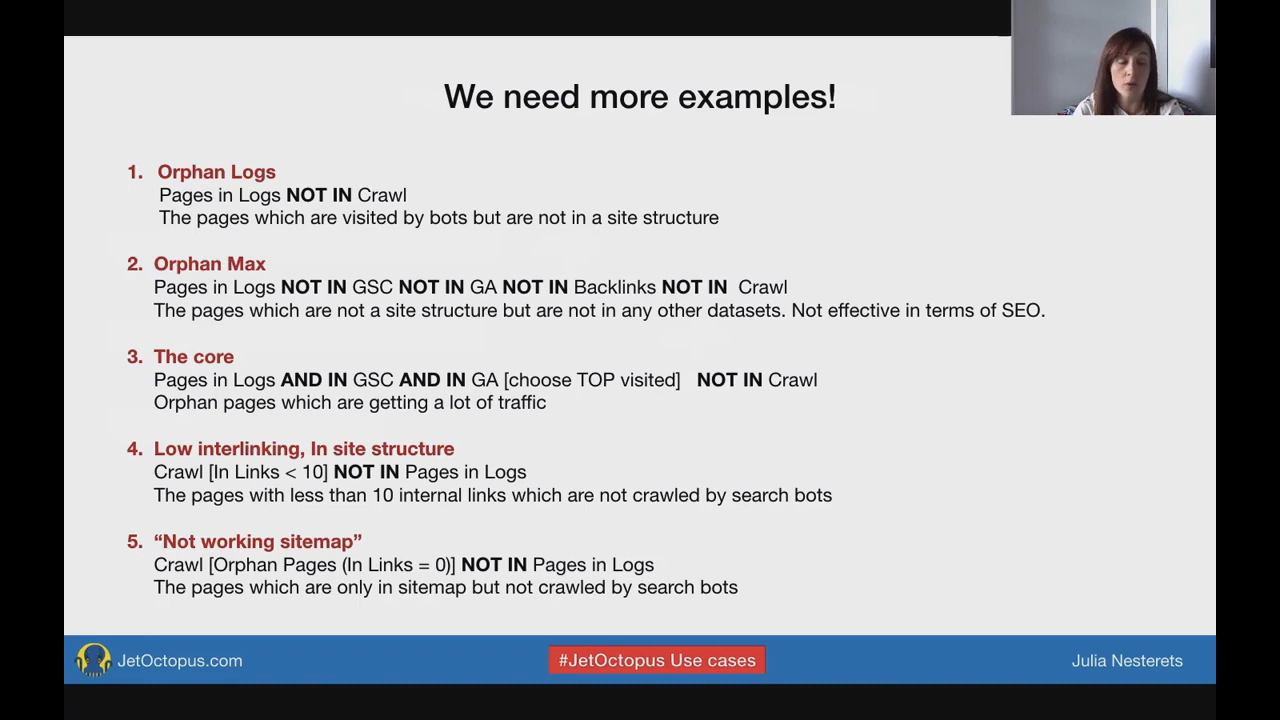 We need more examples!
1. Orphan Logs
Pages in Logs NOT IN Crawl
The pages which are visited by bots but are not in a site structure
2. Orphan Max
Pages in Logs NOT IN GSC NOT IN GA NOT IN Backlinks NOT IN Crawl
The pages which are not a site structure but are not in any other datasets. Not effective in terms of SEO.
3. The core
Pages in Logs AND IN GSC AND IN GA [choose TOP visited] NOT IN Crawl
Orphan pages which are getting a lot of traffic
4. Low interlinking, In site structure
Crawl [In Links < 10] NOT IN Pages in Logs
The pages with less than 10 internal links which are not crawled by search bots
5. “Not working sitemap”
Crawl [Orphan Pages (In Links = 0)] NOT IN Pages in Logs
The pages which are only in sitemap but not crawled by search bots
JetOctopus.com
#JetOctopus Use cases
Julia Nesterets